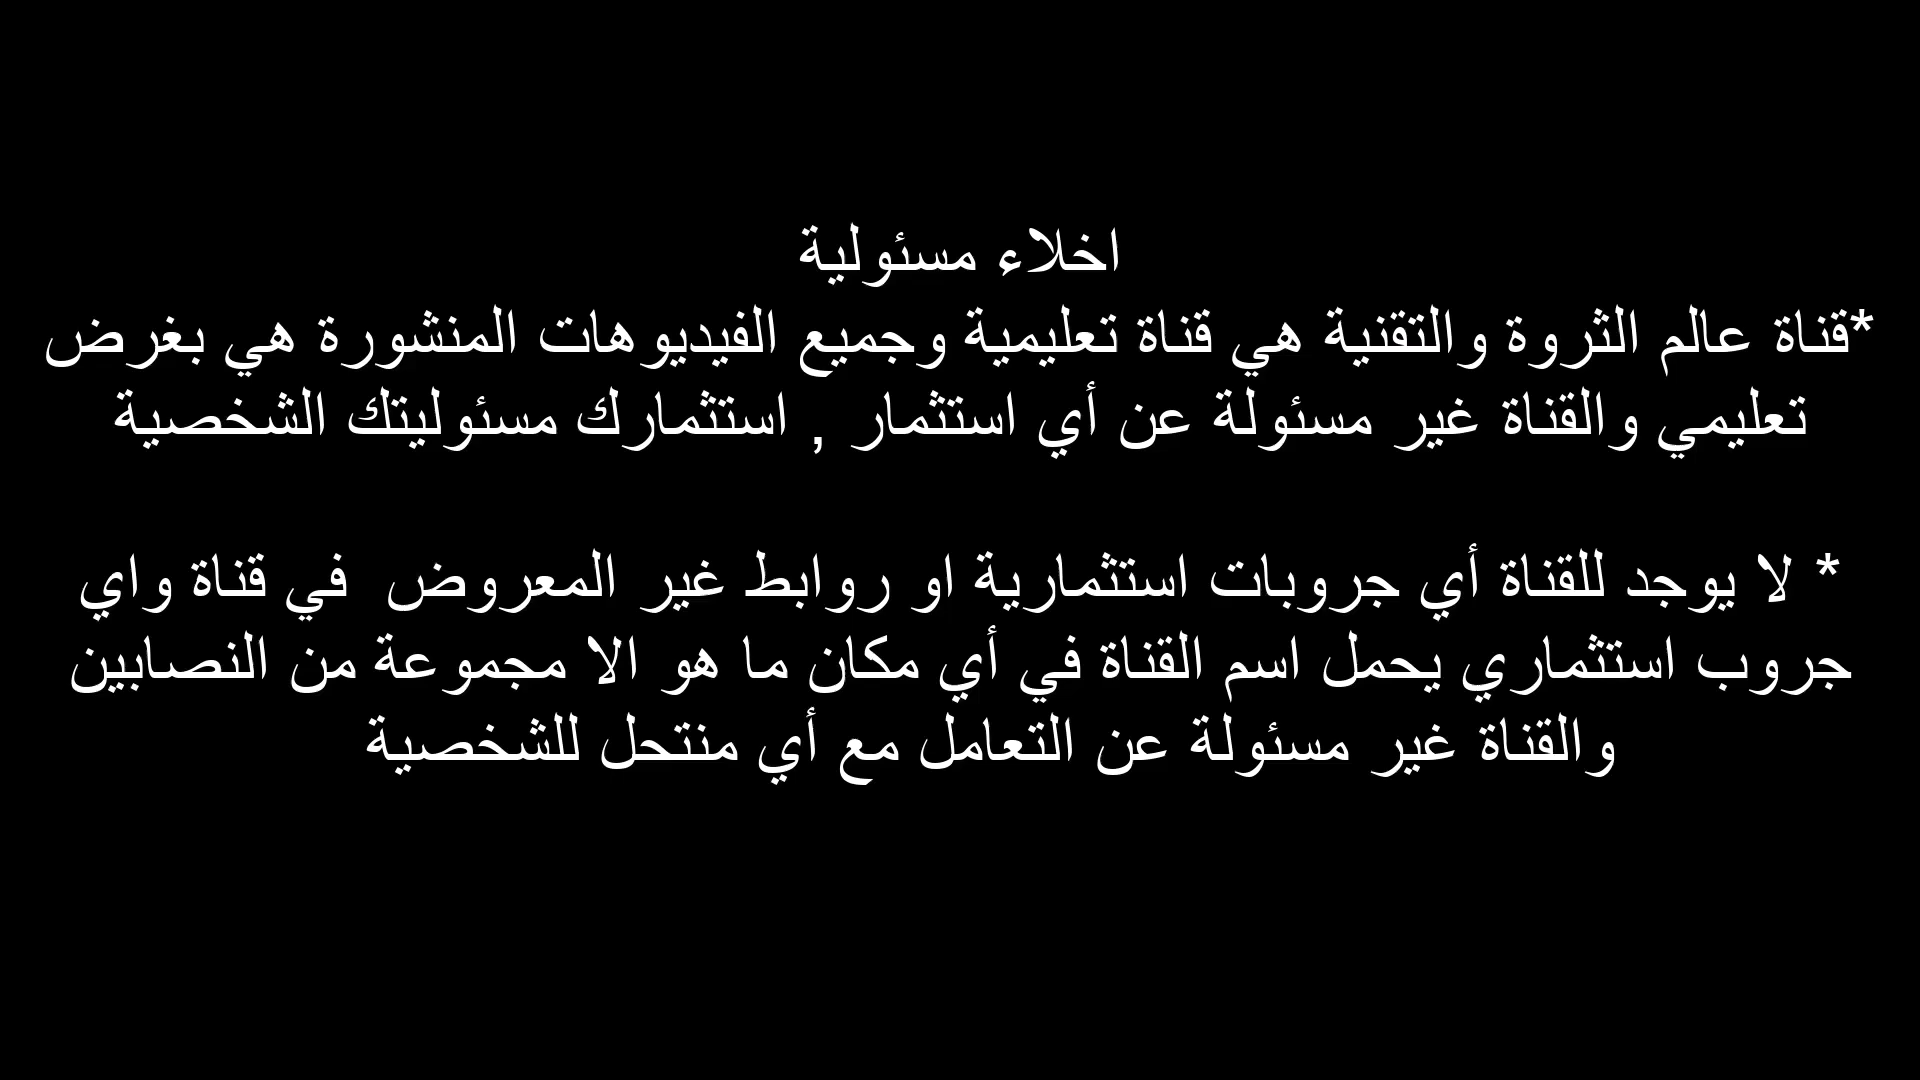 اخلاء مسئولية
*قناة عالم الثروة والتقنية هي قناة تعليمية وجميع الفيديوهات المنشورة هي بغرض
تعليمي والقناة غير مسئولة عن أي استثمار , استثمارك مسئوليتك الشخصية
* لا يوجد للقناة أي جروبات استثمارية او روابط غير المعروض في قناة واي
جروب استثماري يحمل اسم القناة في أي مكان ما هو الا مجموعة من النصابين
والقناة غير مسئولة عن التعامل مع أي منتحل للشخصية